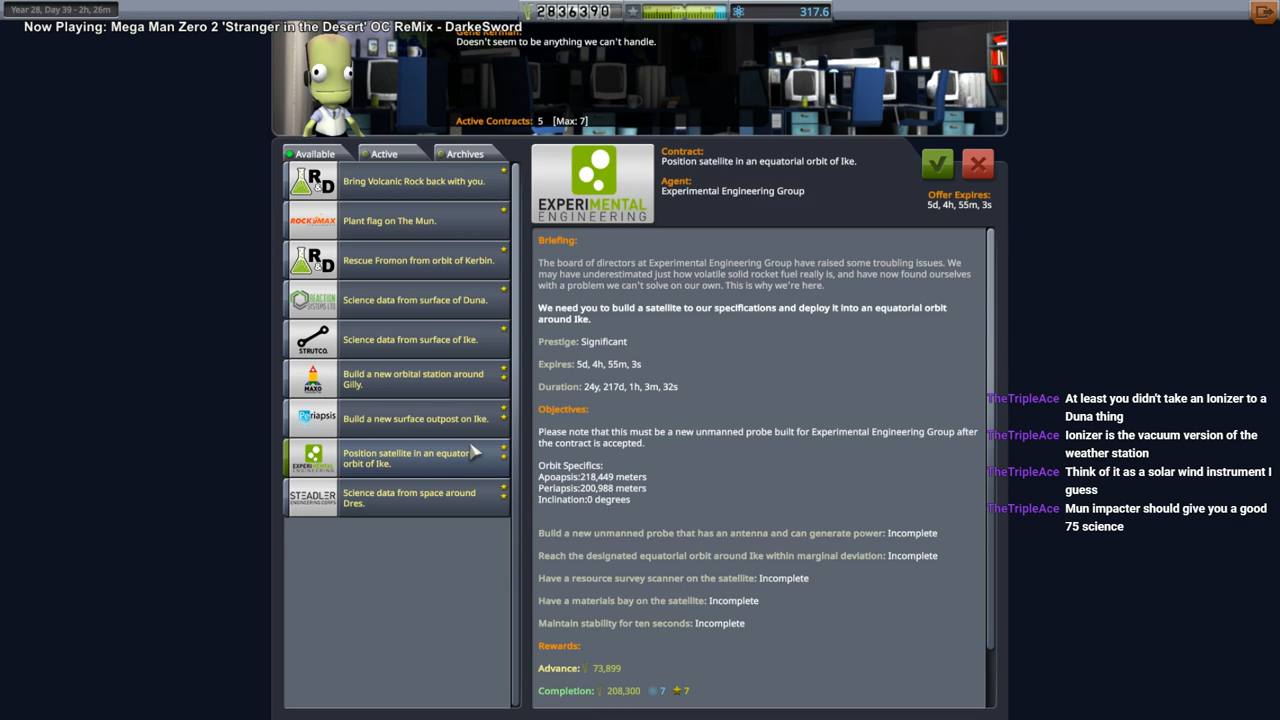 Year 28, Day 39 - 2h, 26m
2836390
317.6
Now Playing: Mega Man Zero 2 'Stranger in the Desert' OC ReMix - DarkeSword
Gene Kerman:
Doesn't seem to be anything we can't handle.
Active Contracts: 5 [Max: 7]
Available
Active
Archives
R&D
Bring Volcanic Rock back with you.
ROCKOMAX
Plant flag on The Mun.
R&D
Rescue Fromon from orbit of Kerbin.
REACTION
SYSTEMS LTD
Science data from surface of Duna.
STRUTCO.
Science data from surface of Ike.
MAXO
Build a new orbital station around
Gilly.
Periapsis
Build a new surface outpost on Ike.
EXPERIMENTAL
ENGINEERING
Position satellite in an equator
orbit of Ike.
STEADLER
ENGINEERING CORPS
Science data from space around
Dres.
EXPERIMENTAL
ENGINEERING
Contract:
Position satellite in an equatorial orbit of Ike.
Agent:
Experimental Engineering Group
Offer Expires:
5d, 4h, 55m, 3s
Briefing:
The board of directors at Experimental Engineering Group have raised some troubling issues. We
may have underestimated just how volatile solid rocket fuel really is, and have now found ourselves
with a problem we can't solve on our own. This is why we're here.
We need you to build a satellite to our specifications and deploy it into an equatorial orbit
around Ike.
Prestige: Significant
Expires: 5d, 4h, 55m, 3s
Duration: 24y, 217d, 1h, 3m, 32s
Objectives:
Please note that this must be a new unmanned probe built for Experimental Engineering Group after
the contract is accepted.
Orbit Specifics:
Apoapsis:218,449 meters
Periapsis:200,988 meters
Inclination:0 degrees
Build a new unmanned probe that has an antenna and can generate power: Incomplete
Reach the designated equatorial orbit around Ike within marginal deviation: Incomplete
Have a resource survey scanner on the satellite: Incomplete
Have a materials bay on the satellite: Incomplete
Maintain stability for ten seconds: Incomplete
Rewards:
Advance: 73,899
Completion: 208,300 7 7
TheTripleAce At least you didn't take an Ionizer to a
Duna thing
TheTripleAce Ionizer is the vacuum version of the
weather station
TheTripleAce Think of it as a solar wind instrument I
guess
TheTripleAce Mun impacter should give you a good
75 science